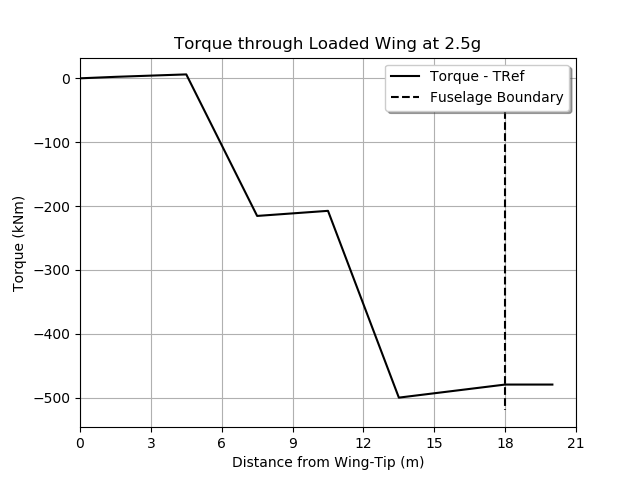 Torque through Loaded Wing at 2.5g
Torque - TRef
Fuselage Boundary
0
−100
−200
−300
−400
−500
Torque (kNm)
0 3 6 9 12 15 18 21
Distance from Wing-Tip (m)